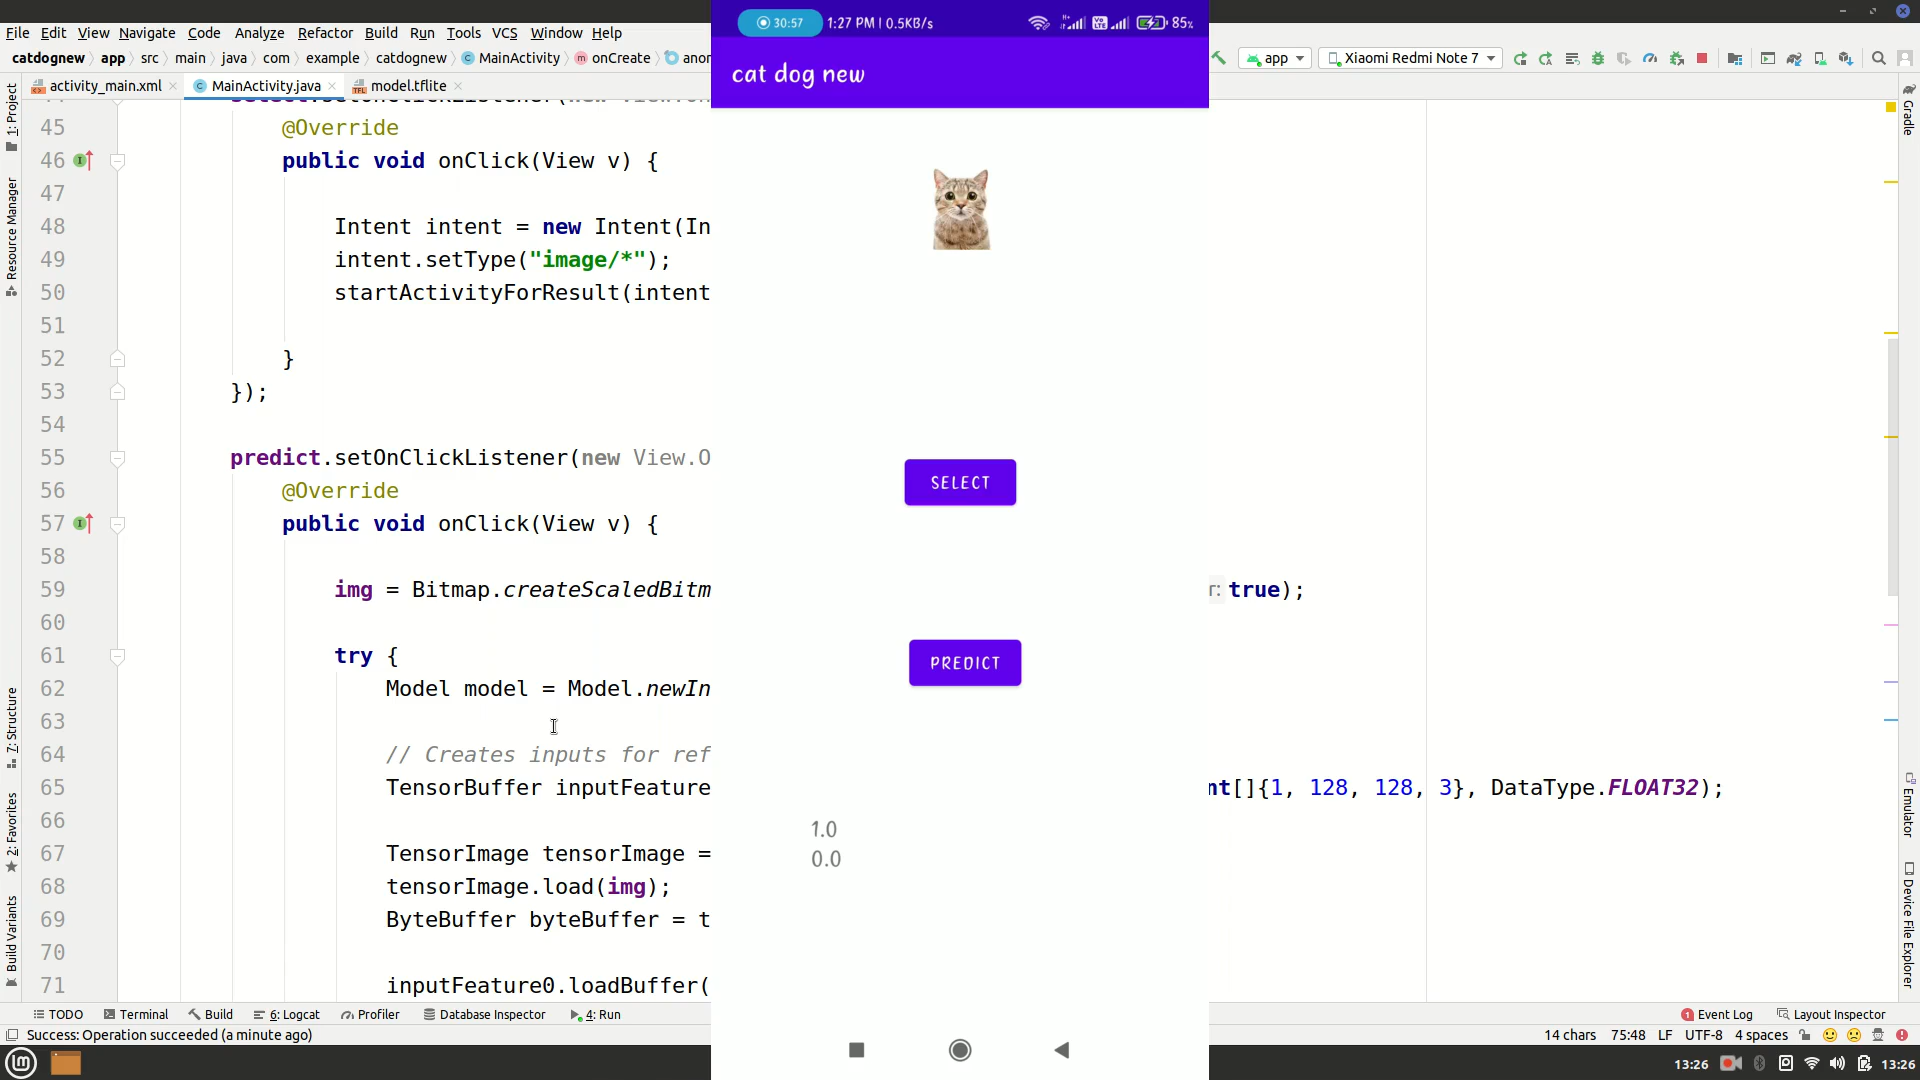 File Edit View Navigate Code Analyze Refactor Build Run Tools VCS Window Help
30:57 1:27 PM | 0.5KB/s 85%
catdognew app src main java com example catdognew MainActivity onCreate
app Xiaomi Redmi Note 7
cat dog new
activity_main.xml MainActivity.java model.tflite
45 @Override
46 public void onClick(View v) {
47
48 Intent intent = new Intent(In
49 intent.setType("image/*");
50 startActivityForResult(intent
51
52 }
53 });
54
55 predict.setOnClickListener(new View.O
56 @Override
57 public void onClick(View v) {
58
59 img = Bitmap.createScaledBitm r: true);
60
61 try {
62 Model model = Model.newIn
63
64 // Creates inputs for ref
65 TensorBuffer inputFeature nt[]{1, 128, 128, 3}, DataType.FLOAT32);
66
67 TensorImage tensorImage =
68 tensorImage.load(img);
69 ByteBuffer byteBuffer = t
70
71 inputFeature0.loadBuffer(
SELECT
PREDICT
1.0
0.0
1: Project
Resource Manager
7: Structure
2: Favorites
Build Variants
Gradle
Emulator
Device File Explorer
TODO Terminal Build 6: Logcat Profiler Database Inspector 4: Run
1 Event Log Layout Inspector
Success: Operation succeeded (a minute ago)
14 chars 75:48 LF UTF-8 4 spaces
13:26 13:26